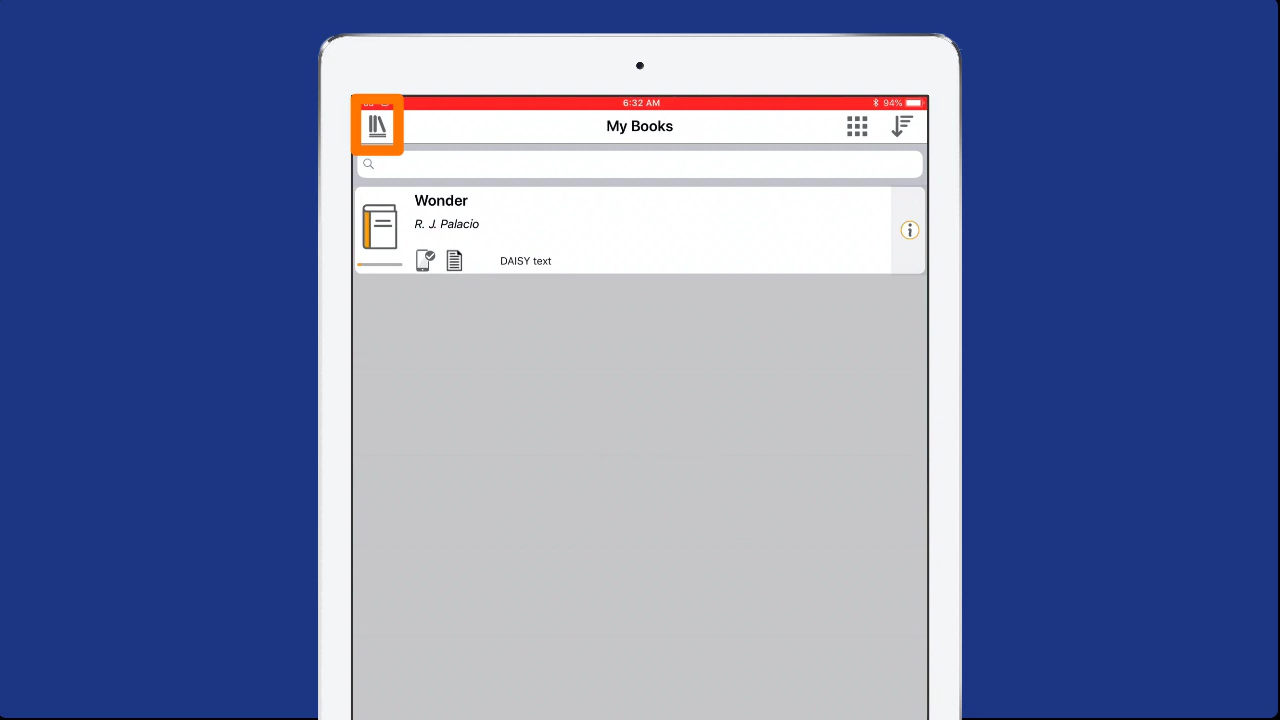 6:32 AM
94%
My Books
Wonder
R. J. Palacio
DAISY text